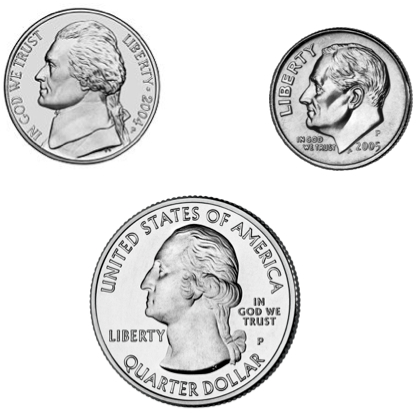 IN GOD WE TRUST
LIBERTY · 2004
LIBERTY
IN GOD
WE TRUST
P
2005
UNITED STATES OF AMERICA
LIBERTY
IN
GOD WE
TRUST
P
QUARTER DOLLAR